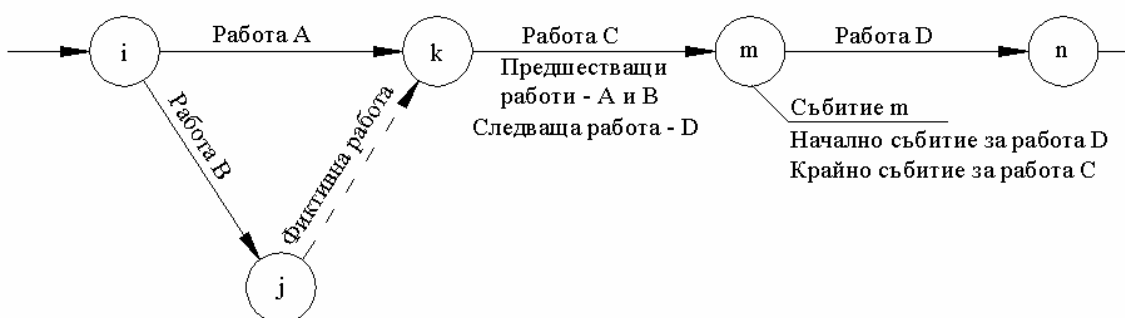 i
Работа A
k
Работа C
m
Работа D
n
Предшестващи
работи - А и В
Следваща работа - D
Работа В
Фиктивна работа
j
Събитие m
Начално събитие за работа D
Крайно събитие за работа С